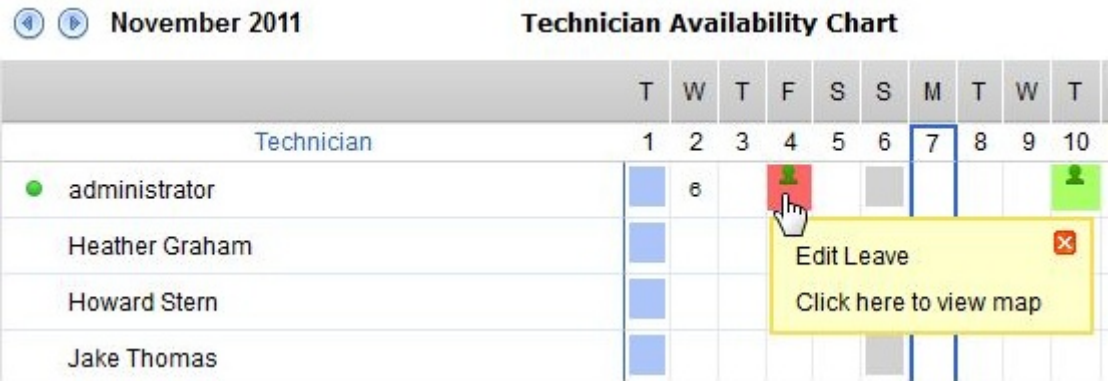 November 2011 Technician Availability Chart
T W T F S S M T W T
Technician 1 2 3 4 5 6 7 8 9 10
administrator 6
Heather Graham
Edit Leave
Howard Stern
Click here to view map
Jake Thomas